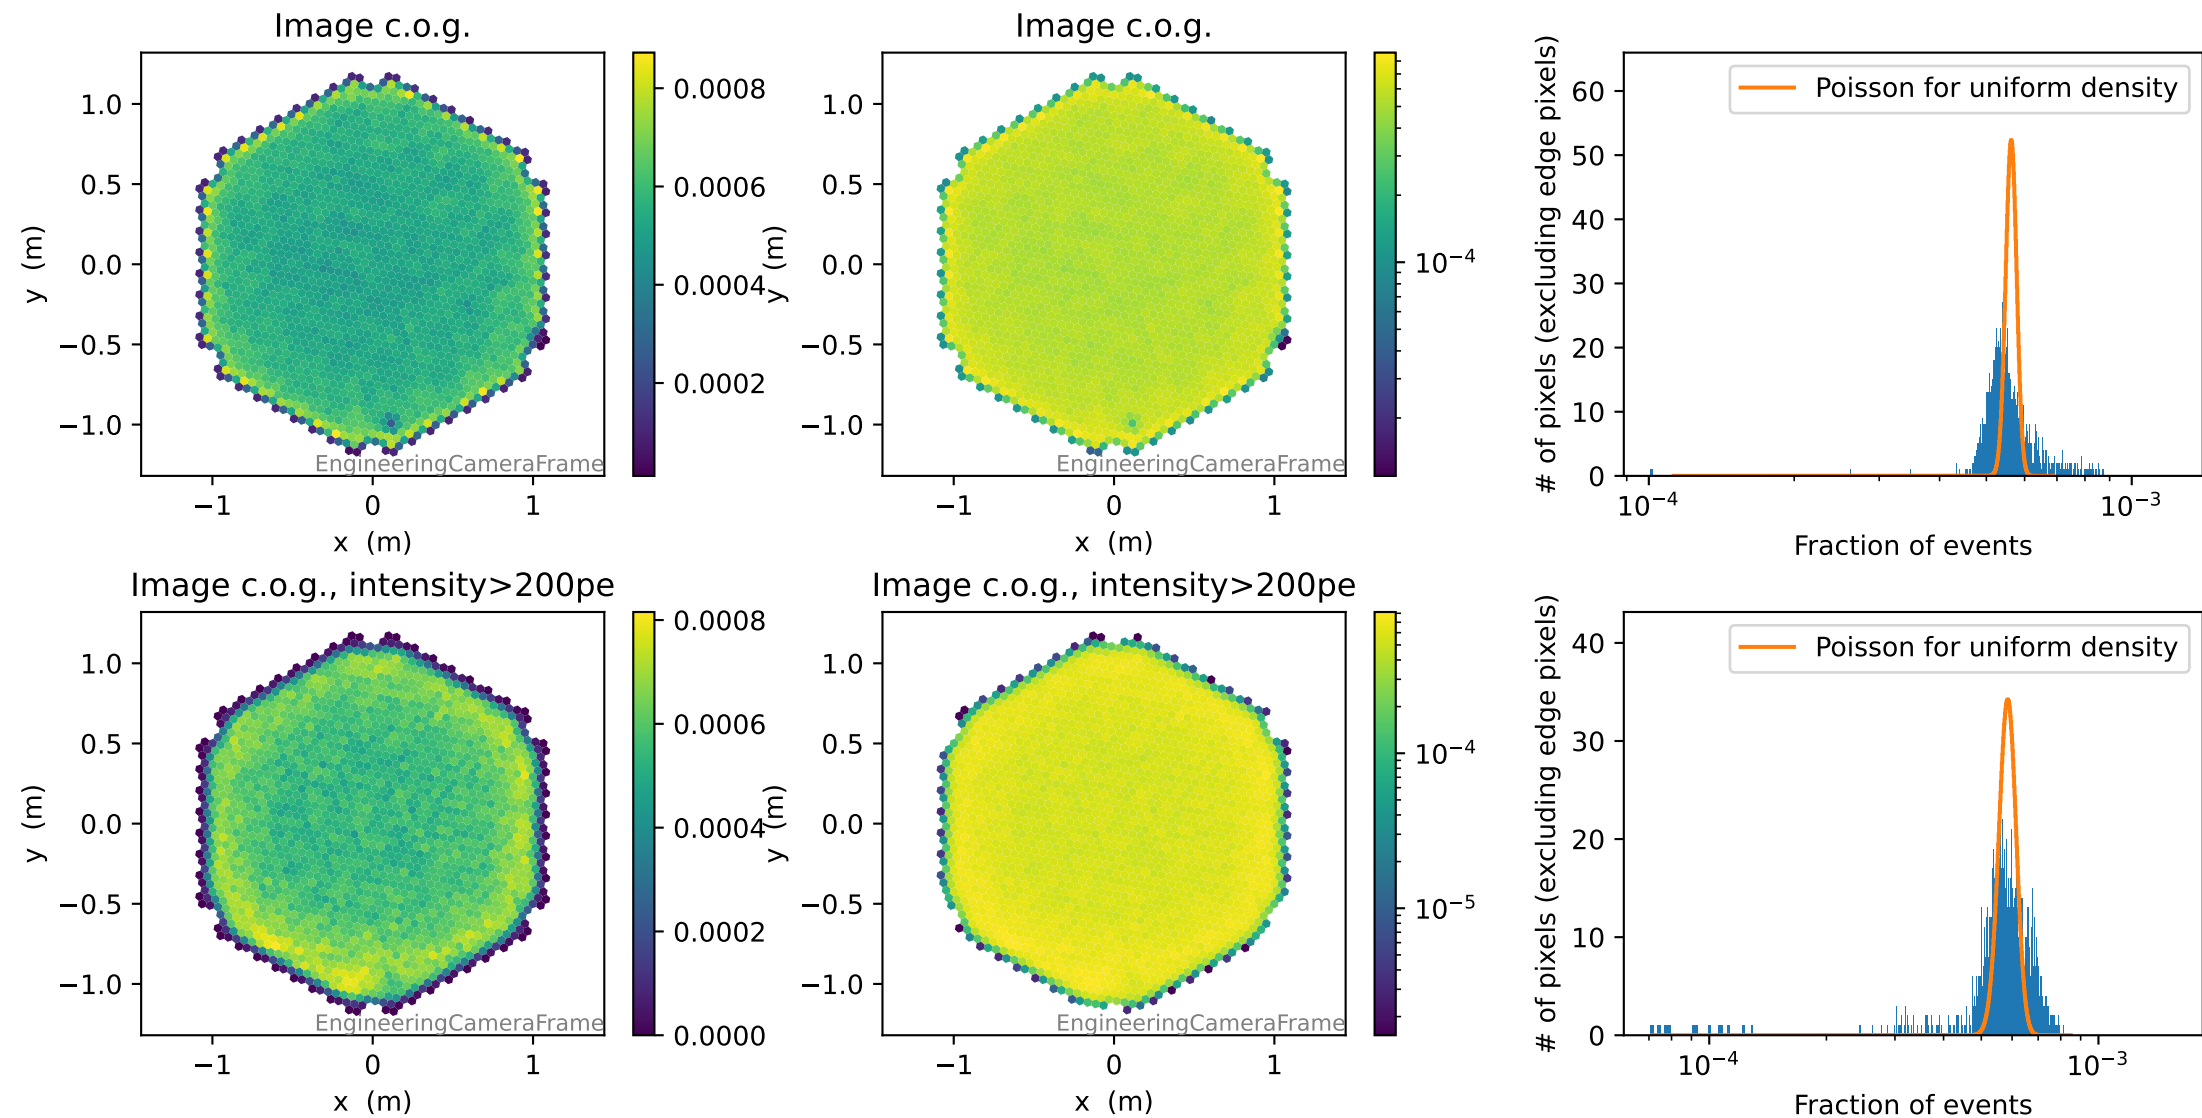 Image c.o.g.
1.0
0.5
0.0
−0.5
−1.0
y (m)
−1
0
1
x (m)
EngineeringCameraFrame
0.0008
0.0006
0.0004
0.0002
Image c.o.g.
1.0
0.5
0.0
−0.5
−1.0
y (m)
−1
0
1
x (m)
EngineeringCameraFrame
10⁻⁴
# of pixels (excluding edge pixels)
60
50
40
30
20
10
0
10⁻⁴
10⁻³
Fraction of events
Poisson for uniform density
Image c.o.g., intensity>200pe
1.0
0.5
0.0
−0.5
−1.0
y (m)
−1
0
1
x (m)
EngineeringCameraFrame
0.0008
0.0006
0.0004
0.0002
0.0000
Image c.o.g., intensity>200pe
1.0
0.5
0.0
−0.5
−1.0
y (m)
−1
0
1
x (m)
EngineeringCameraFrame
10⁻⁴
10⁻⁵
# of pixels (excluding edge pixels)
40
30
20
10
0
10⁻⁴
10⁻³
Fraction of events
Poisson for uniform density